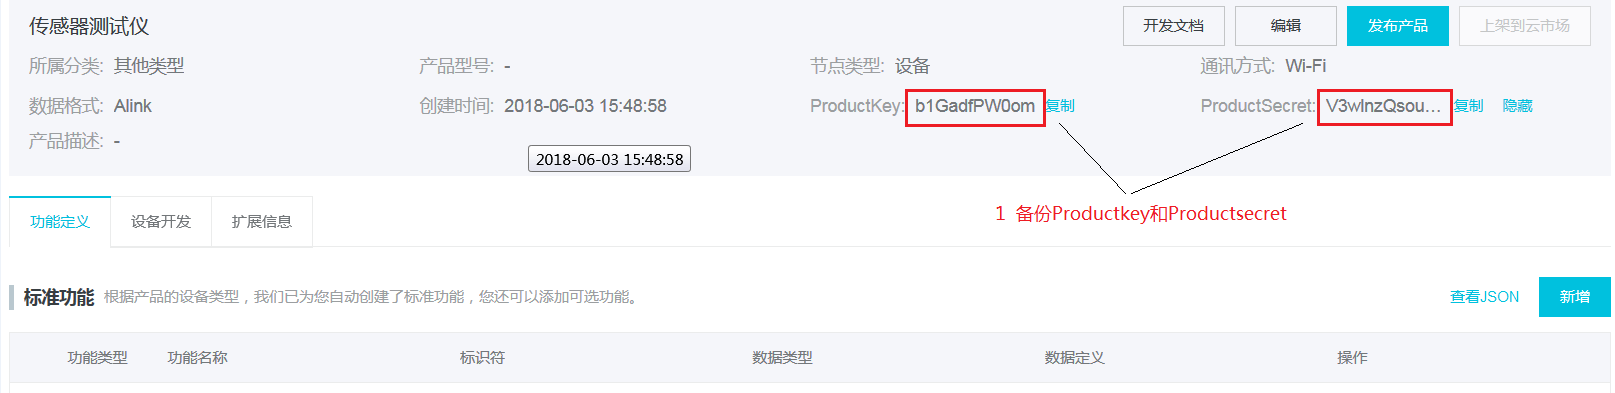 传感器测试仪 开发文档 编辑 发布产品 上架到云市场
所属分类: 其他类型 产品型号: - 节点类型: 设备 通讯方式: Wi-Fi
数据格式: Alink 创建时间: 2018-06-03 15:48:58 ProductKey: b1GadfPW0om 复制 ProductSecret: V3wlnzQsou... 复制 隐藏
产品描述: -
2018-06-03 15:48:58
1 备份Productkey和Productsecret
功能定义 设备开发 扩展信息
标准功能 根据产品的设备类型，我们已为您自动创建了标准功能，您还可以添加可选功能。 查看JSON 新增
功能类型 功能名称 标识符 数据类型 数据定义 操作